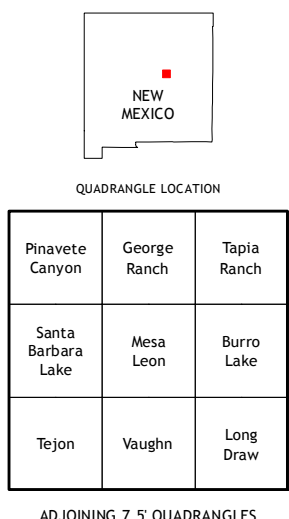 NEW
MEXICO
QUADRANGLE LOCATION
Pinavete
Canyon
George
Ranch
Tapia
Ranch
Santa
Barbara
Lake
Mesa
Leon
Burro
Lake
Tejon
Vaughn
Long
Draw
ADJOINING 7.5' QUADRANGLES